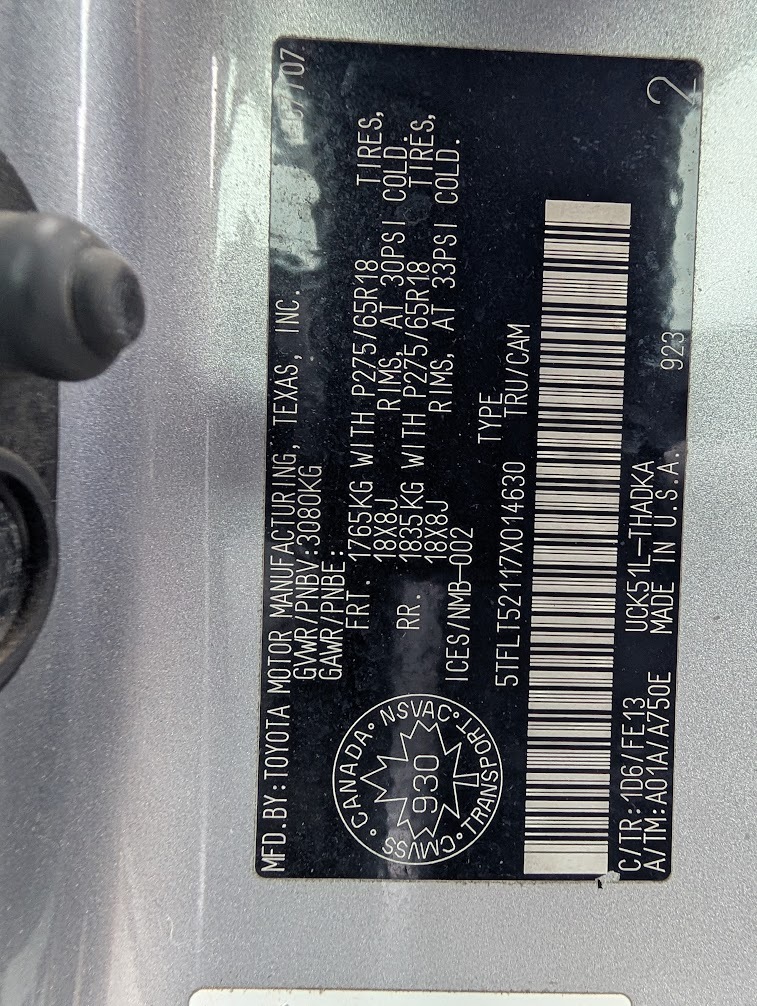 MFD.BY:TOYOTA MOTOR MANUFACTURING, TEXAS, INC.
GVWR/PNBV:3080KG
GAWR/PNBE:
FRT. 1765KG WITH P275/65R18 TIRES,
18X8J RIMS, AT 30PSI COLD.
RR. 1835KG WITH P275/65R18 TIRES,
18X8J RIMS, AT 33PSI COLD.
ICES/NMB-002
TYPE
5TFLT52117X014630 TRU/CAM
CANADA · NSVAC · TRANSPORT · CMVSS
930
C/TR:1D6/FE13 UCK51L-THADKA
A/TM:A01A/A750E MADE IN U.S.A. 923
2